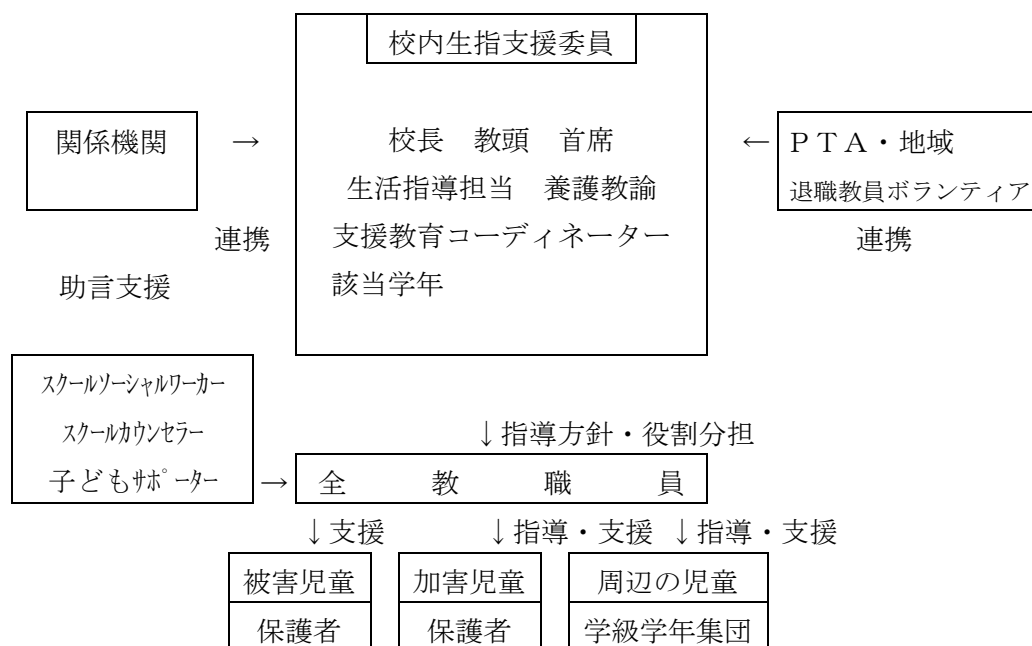 校内生指支援委員
関係機関 → 校長 教頭 首席 ← ＰＴＡ・地域
生活指導担当 養護教諭 退職教員ボランティア
連携 支援教育コーディネーター 連携
助言支援 該当学年
スクールソーシャルワーカー
スクールカウンセラー ↓指導方針・役割分担
子どもサポーター → 全 教 職 員
↓支援 ↓指導・支援 ↓指導・支援
被害児童 加害児童 周辺の児童
保護者 保護者 学級学年集団